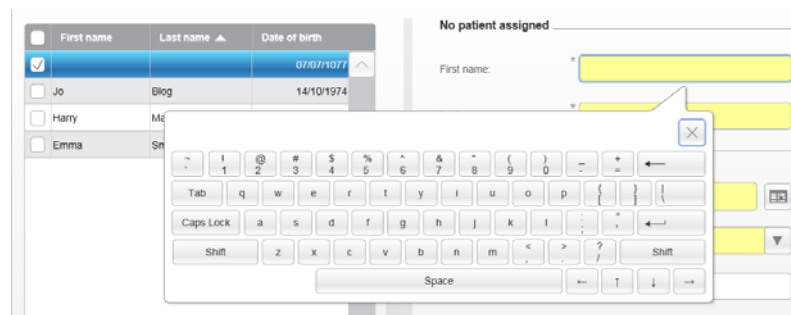 No patient assigned
First name Last name Date of birth
07/07/1077
First name: *
Jo Blog 14/10/1974
*
Harry Ma
Emma Sm
~ ! @ # $ % ^ & * ( ) _ +
` 1 2 3 4 5 6 7 8 9 0 - = ←
Tab q w e r t y i u o p { } |
[ ] \
Caps Lock a s d f g h j k l : "
; '
Shift z x c v b n m < > ? Shift
, . /
Space ← ↑ ↓ →